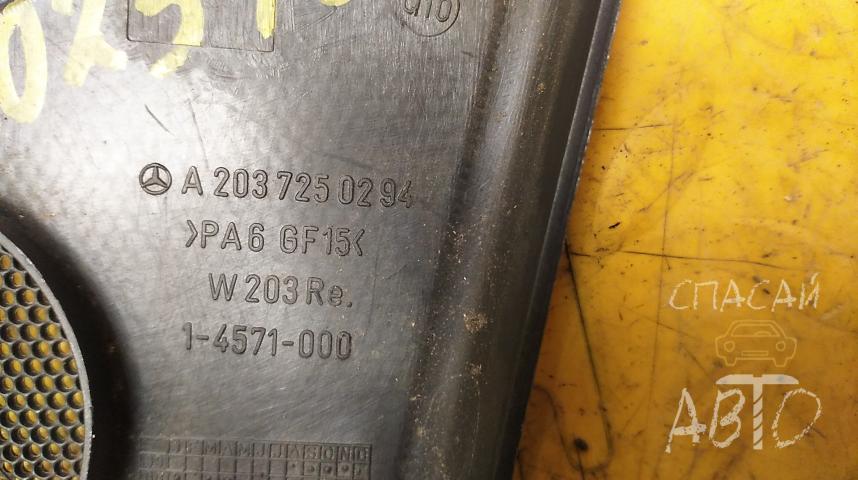 A 203 725 02 94
>PA6 GF15<
W 203 Re.
1-4571-000
J F M A M J J A S O N D
СПАСАЙ
АВТО